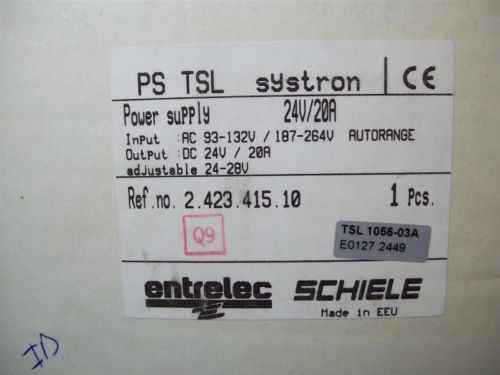 PS TSL systron CE
Power supply 24V/20A
Input : AC 93-132V / 187-264V AUTORANGE
Output : DC 24V / 20A
adjustable 24-28V
Ref.no. 2.423.415.10 1 Pcs.
TSL 1056-03A
E0127 2449
Q9
entrelec SCHIELE
Made in EEU
ID